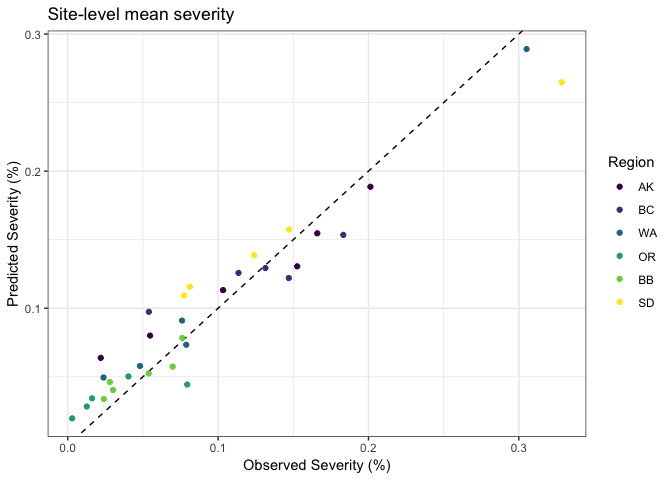 Site-level mean severity
0.3
0.2
0.1
Predicted Severity (%)
0.0 0.1 0.2 0.3
Observed Severity (%)
Region
AK
BC
WA
OR
BB
SD